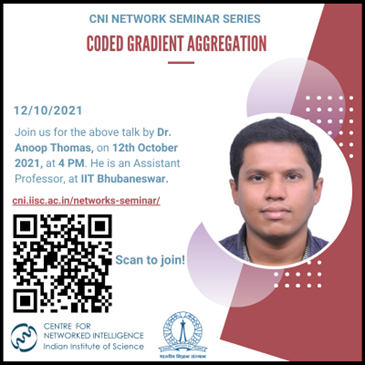 CNI NETWORK SEMINAR SERIES
CODED GRADIENT AGGREGATION
12/10/2021
Join us for the above talk by Dr.
Anoop Thomas, on 12th October
2021, at 4 PM. He is an Assistant
Professor, at IIT Bhubaneswar.
cni.iisc.ac.in/networks-seminar/
Scan to join!
CENTRE FOR
NETWORKED INTELLIGENCE
Indian Institute of Science
भारतीय विज्ञान संस्थान